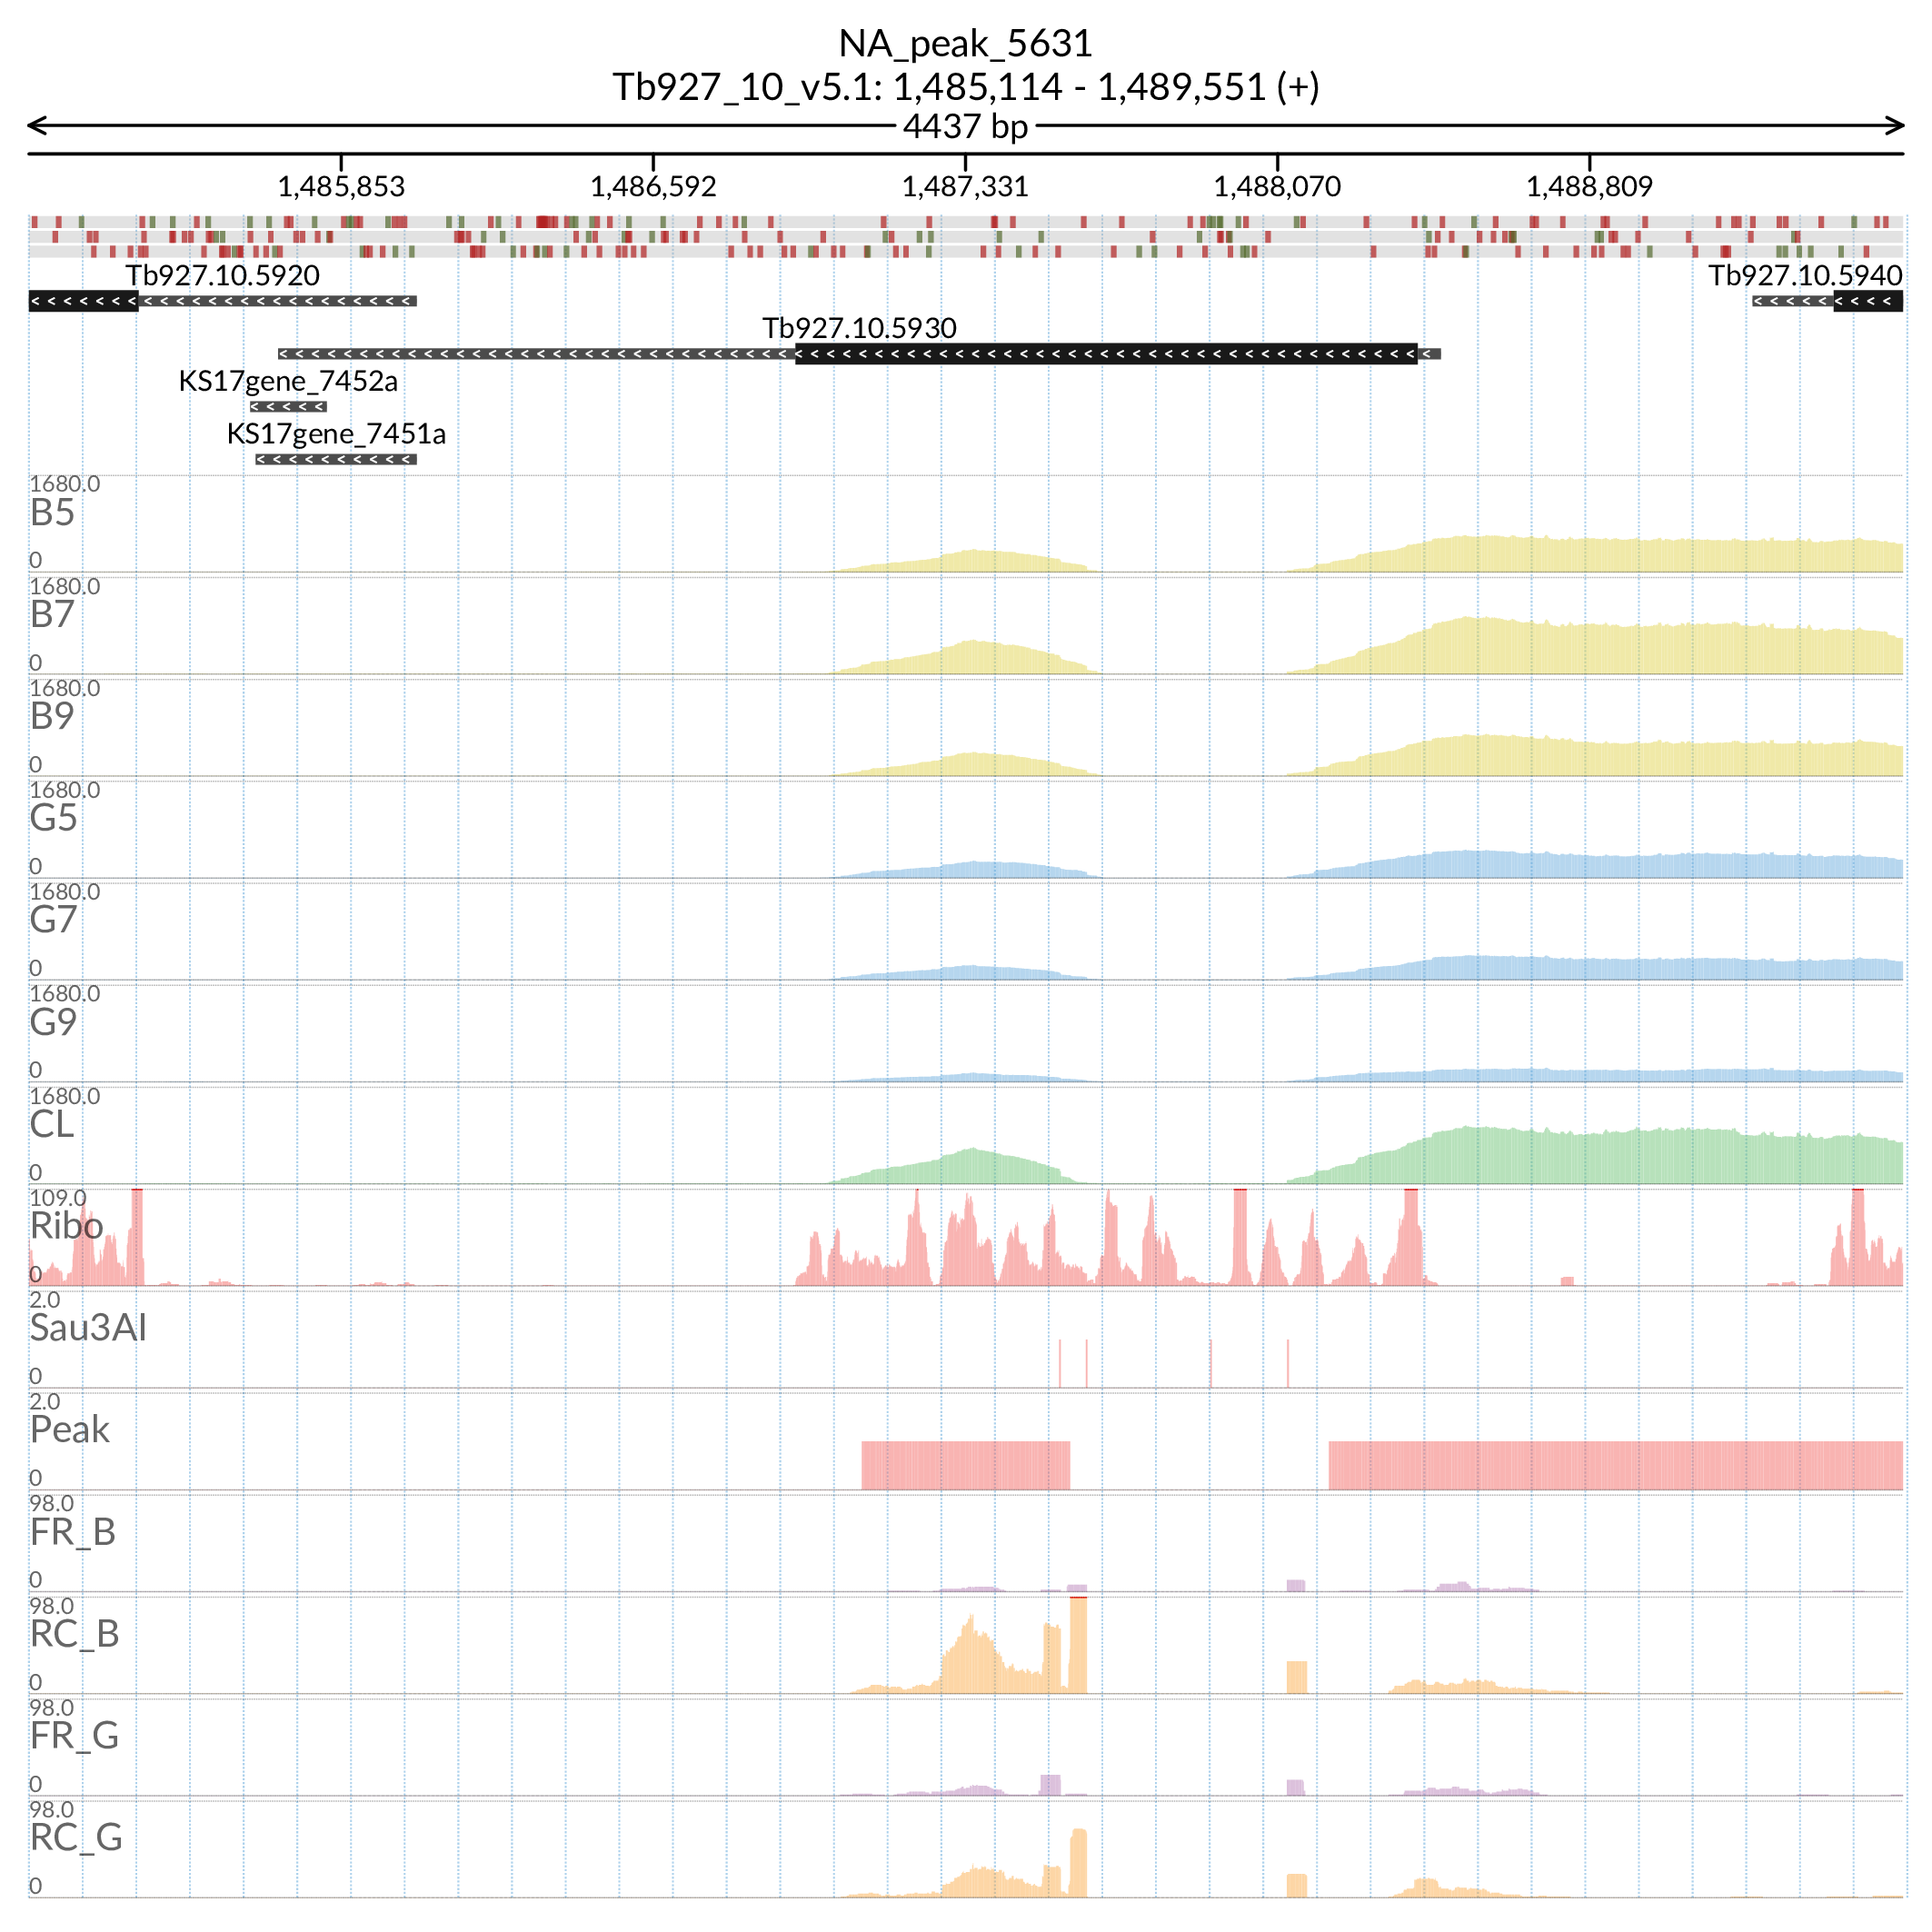 NA_peak_5631
Tb927_10_v5.1: 1,485,114 - 1,489,551 (+)
4437 bp
1,485,853 1,486,592 1,487,331 1,488,070 1,488,809
Tb927.10.5920 Tb927.10.5940
Tb927.10.5930
KS17gene_7452a
KS17gene_7451a
1680.0
B5
0
1680.0
B7
0
1680.0
B9
0
1680.0
G5
0
1680.0
G7
0
1680.0
G9
0
1680.0
CL
0
109.0
Ribo
0
2.0
Sau3AI
0
2.0
Peak
0
98.0
FR_B
0
98.0
RC_B
0
98.0
FR_G
0
98.0
RC_G
0